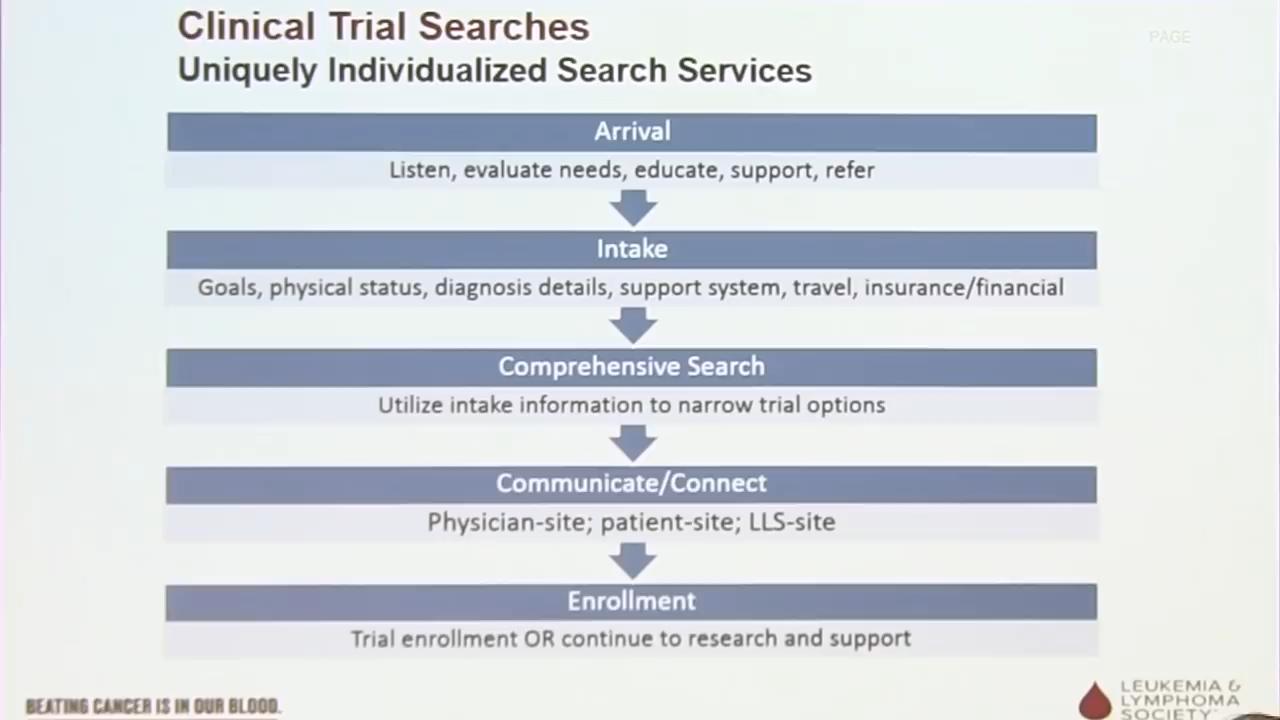 Clinical Trial Searches
PAGE
Uniquely Individualized Search Services
Arrival
Listen, evaluate needs, educate, support, refer
Intake
Goals, physical status, diagnosis details, support system, travel, insurance/financial
Comprehensive Search
Utilize intake information to narrow trial options
Communicate/Connect
Physician-site; patient-site; LLS-site
Enrollment
Trial enrollment OR continue to research and support
BEATING CANCER IS IN OUR BLOOD.
LEUKEMIA &
LYMPHOMA
SOCIETY